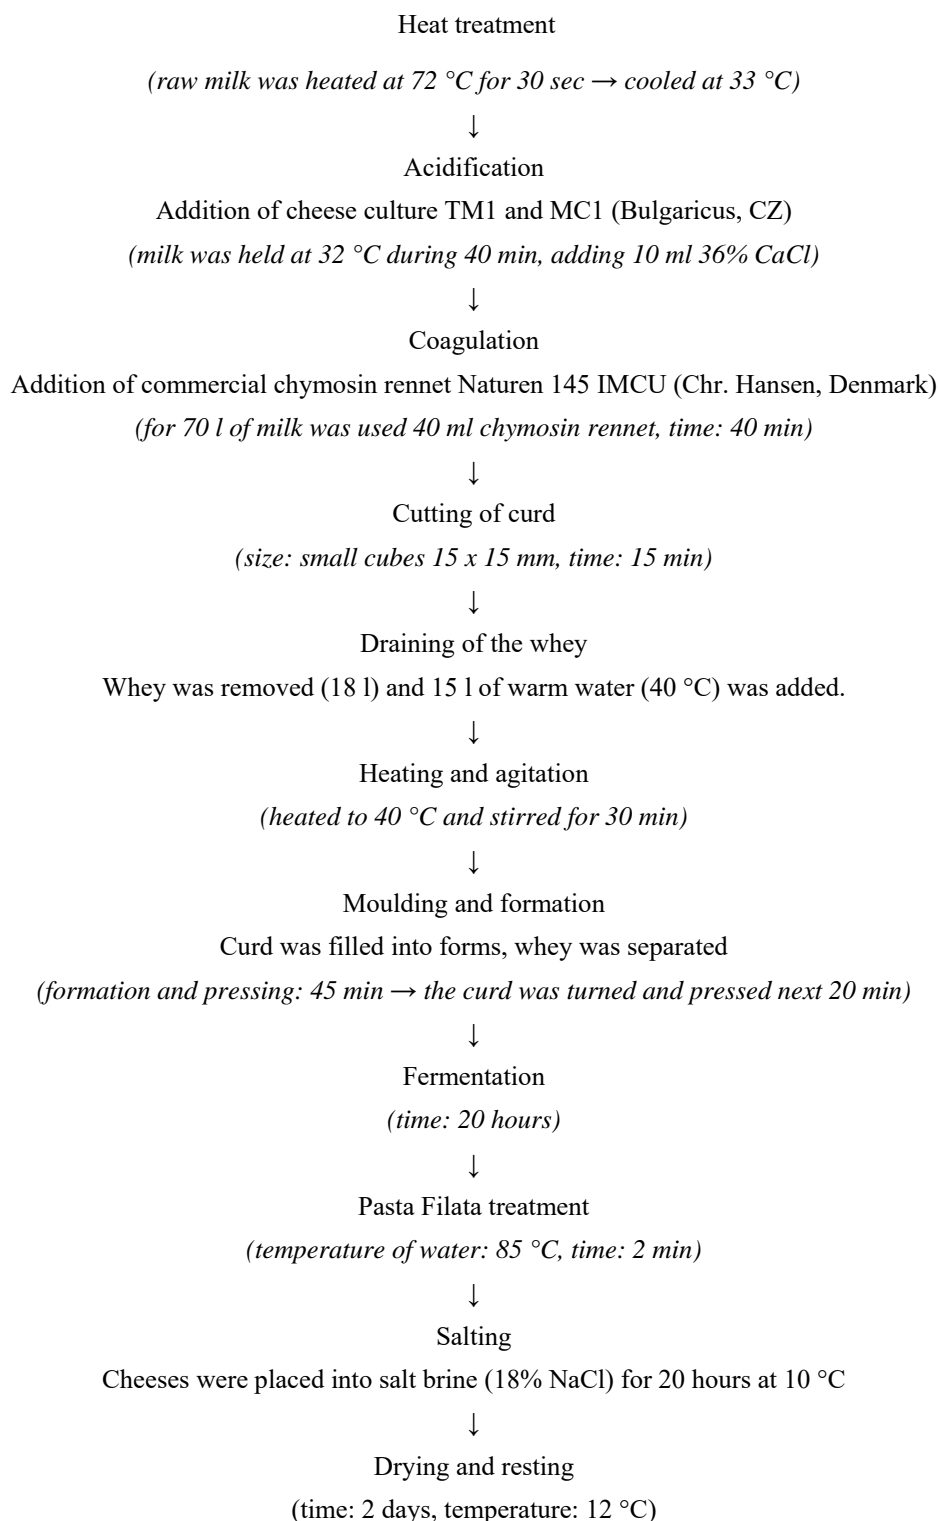 Heat treatment
(raw milk was heated at 72 °C for 30 sec → cooled at 33 °C)
↓
Acidification
Addition of cheese culture TM1 and MC1 (Bulgaricus, CZ)
(milk was held at 32 °C during 40 min, adding 10 ml 36% CaCl)
↓
Coagulation
Addition of commercial chymosin rennet Naturen 145 IMCU (Chr. Hansen, Denmark)
(for 70 l of milk was used 40 ml chymosin rennet, time: 40 min)
↓
Cutting of curd
(size: small cubes 15 x 15 mm, time: 15 min)
↓
Draining of the whey
Whey was removed (18 l) and 15 l of warm water (40 °C) was added.
↓
Heating and agitation
(heated to 40 °C and stirred for 30 min)
↓
Moulding and formation
Curd was filled into forms, whey was separated
(formation and pressing: 45 min → the curd was turned and pressed next 20 min)
↓
Fermentation
(time: 20 hours)
↓
Pasta Filata treatment
(temperature of water: 85 °C, time: 2 min)
↓
Salting
Cheeses were placed into salt brine (18% NaCl) for 20 hours at 10 °C
↓
Drying and resting
(time: 2 days, temperature: 12 °C)